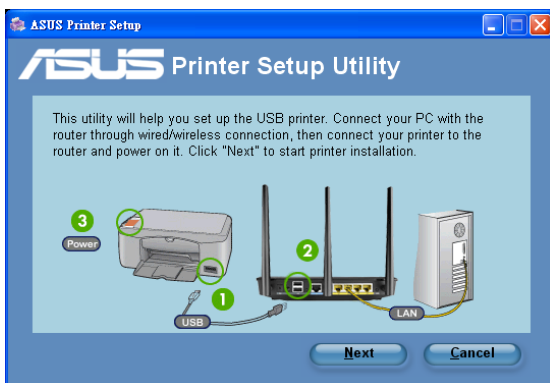 ASUS Printer Setup
ASUS Printer Setup Utility
This utility will help you set up the USB printer. Connect your PC with the
router through wired/wireless connection, then connect your printer to the
router and power on it. Click "Next" to start printer installation.
3
Power
2
1
USB
LAN
Next
Cancel